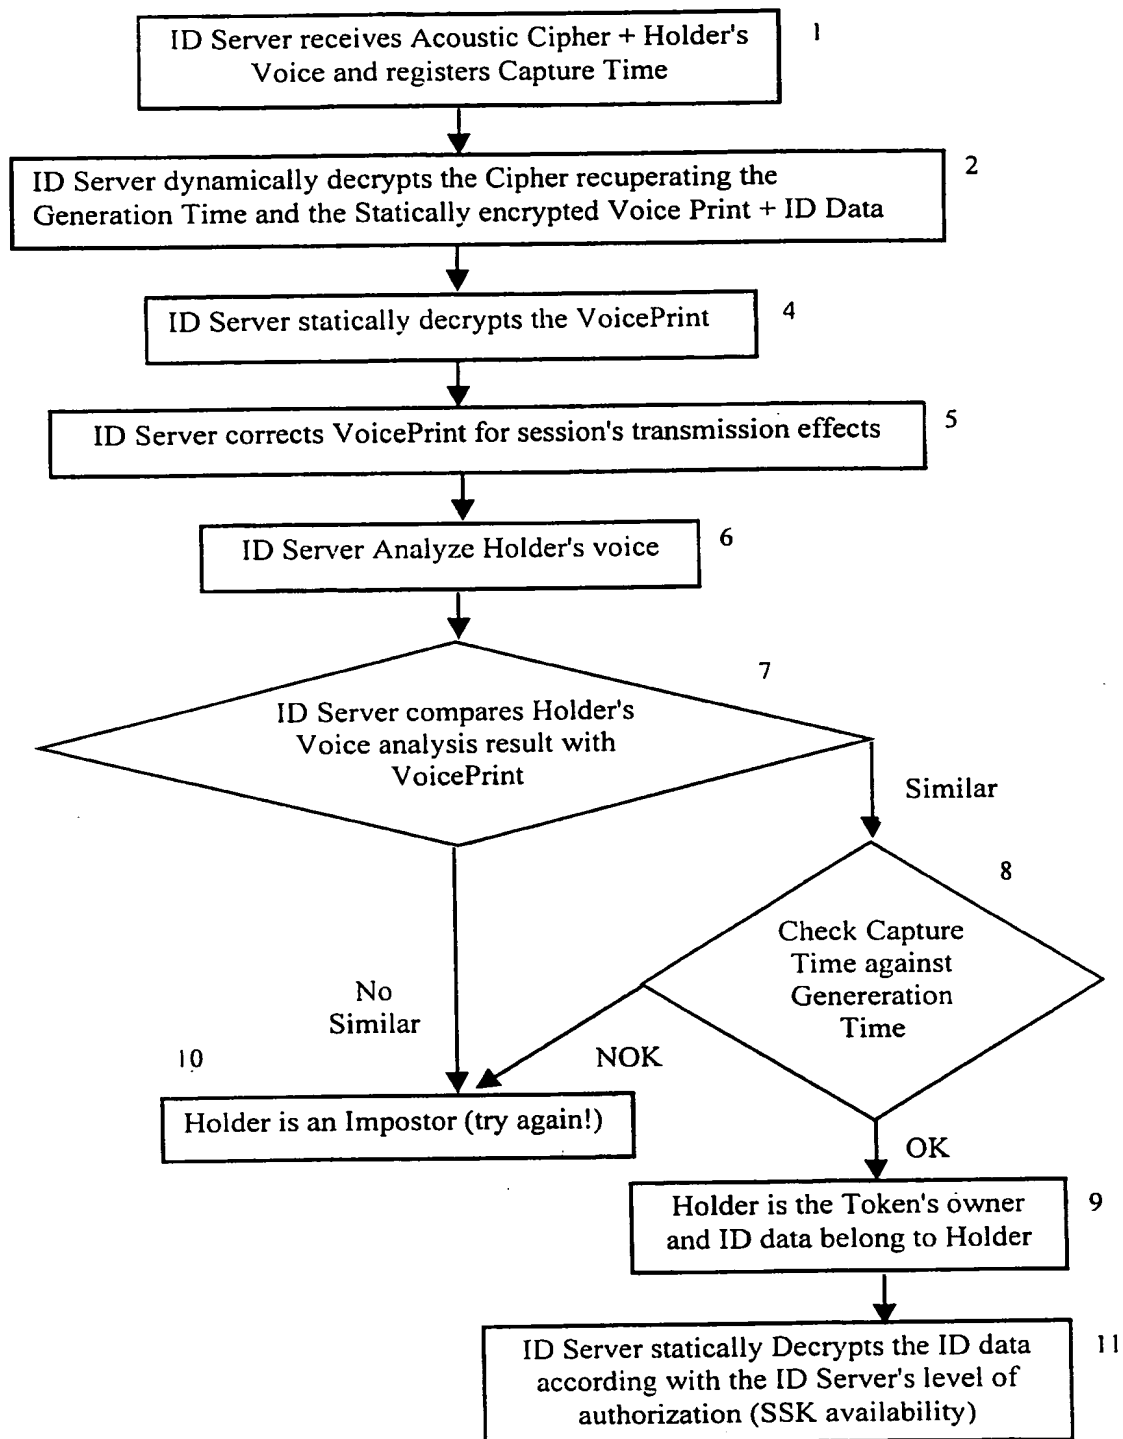 ID Server receives Acoustic Cipher + Holder's
Voice and registers Capture Time
1
ID Server dynamically decrypts the Cipher recuperating the
Generation Time and the Statically encrypted Voice Print + ID Data
2
ID Server statically decrypts the VoicePrint
4
ID Server corrects VoicePrint for session's transmission effects
5
ID Server Analyze Holder's voice
6
7
ID Server compares Holder's
Voice analysis result with
VoicePrint
Similar
8
Check Capture
Time against
Genereration
Time
No
Similar
NOK
10
Holder is an Impostor (try again!)
OK
Holder is the Token's owner
and ID data belong to Holder
9
ID Server statically Decrypts the ID data
according with the ID Server's level of
authorization (SSK availability)
11